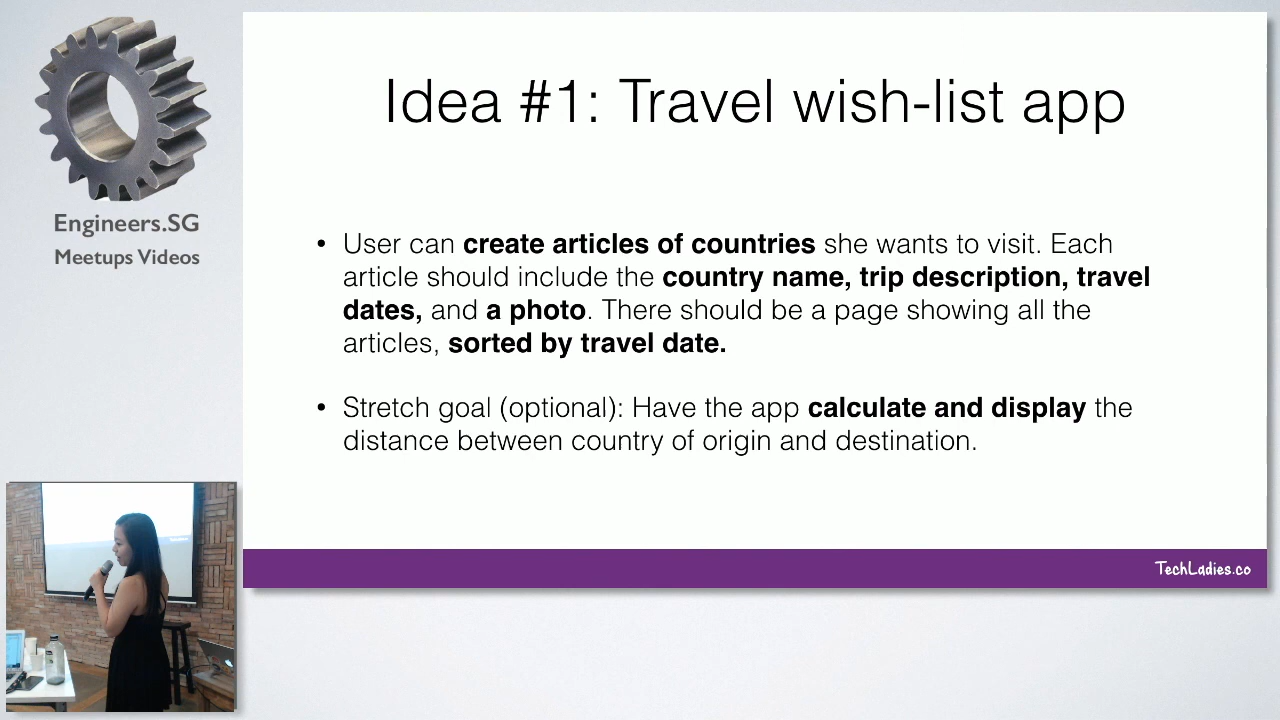 Engineers.SG
Meetups Videos
Idea #1: Travel wish-list app
• User can create articles of countries she wants to visit. Each
article should include the country name, trip description, travel
dates, and a photo. There should be a page showing all the
articles, sorted by travel date.
• Stretch goal (optional): Have the app calculate and display the
distance between country of origin and destination.
TechLadies.co